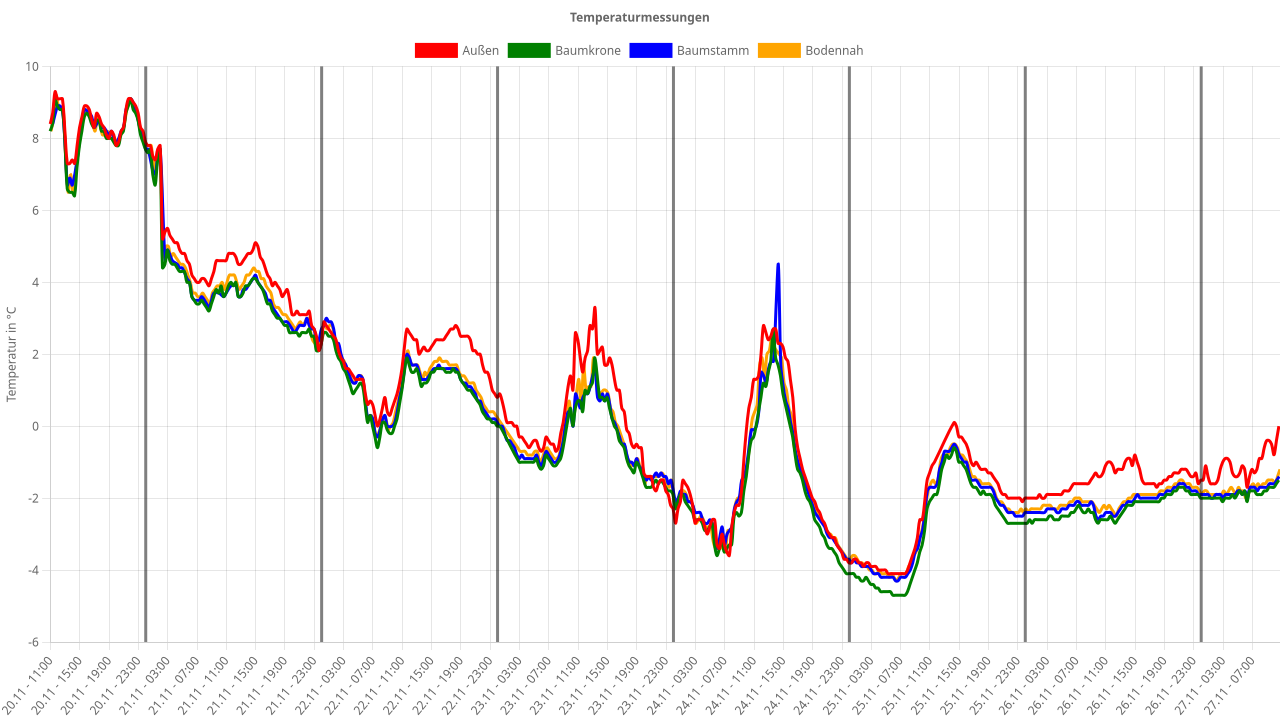 Temperaturmessungen
Außen Baumkrone Baumstamm Bodennah
Temperatur in °C
10
8
6
4
2
0
-2
-4
-6
20.11 - 11:00
20.11 - 15:00
20.11 - 19:00
20.11 - 23:00
21.11 - 03:00
21.11 - 07:00
21.11 - 11:00
21.11 - 15:00
21.11 - 19:00
21.11 - 23:00
22.11 - 03:00
22.11 - 07:00
22.11 - 11:00
22.11 - 15:00
22.11 - 19:00
22.11 - 23:00
23.11 - 03:00
23.11 - 07:00
23.11 - 11:00
23.11 - 15:00
23.11 - 19:00
23.11 - 23:00
24.11 - 03:00
24.11 - 07:00
24.11 - 11:00
24.11 - 15:00
24.11 - 19:00
24.11 - 23:00
25.11 - 03:00
25.11 - 07:00
25.11 - 11:00
25.11 - 15:00
25.11 - 19:00
25.11 - 23:00
26.11 - 03:00
26.11 - 07:00
26.11 - 11:00
26.11 - 15:00
26.11 - 19:00
26.11 - 23:00
27.11 - 03:00
27.11 - 07:00